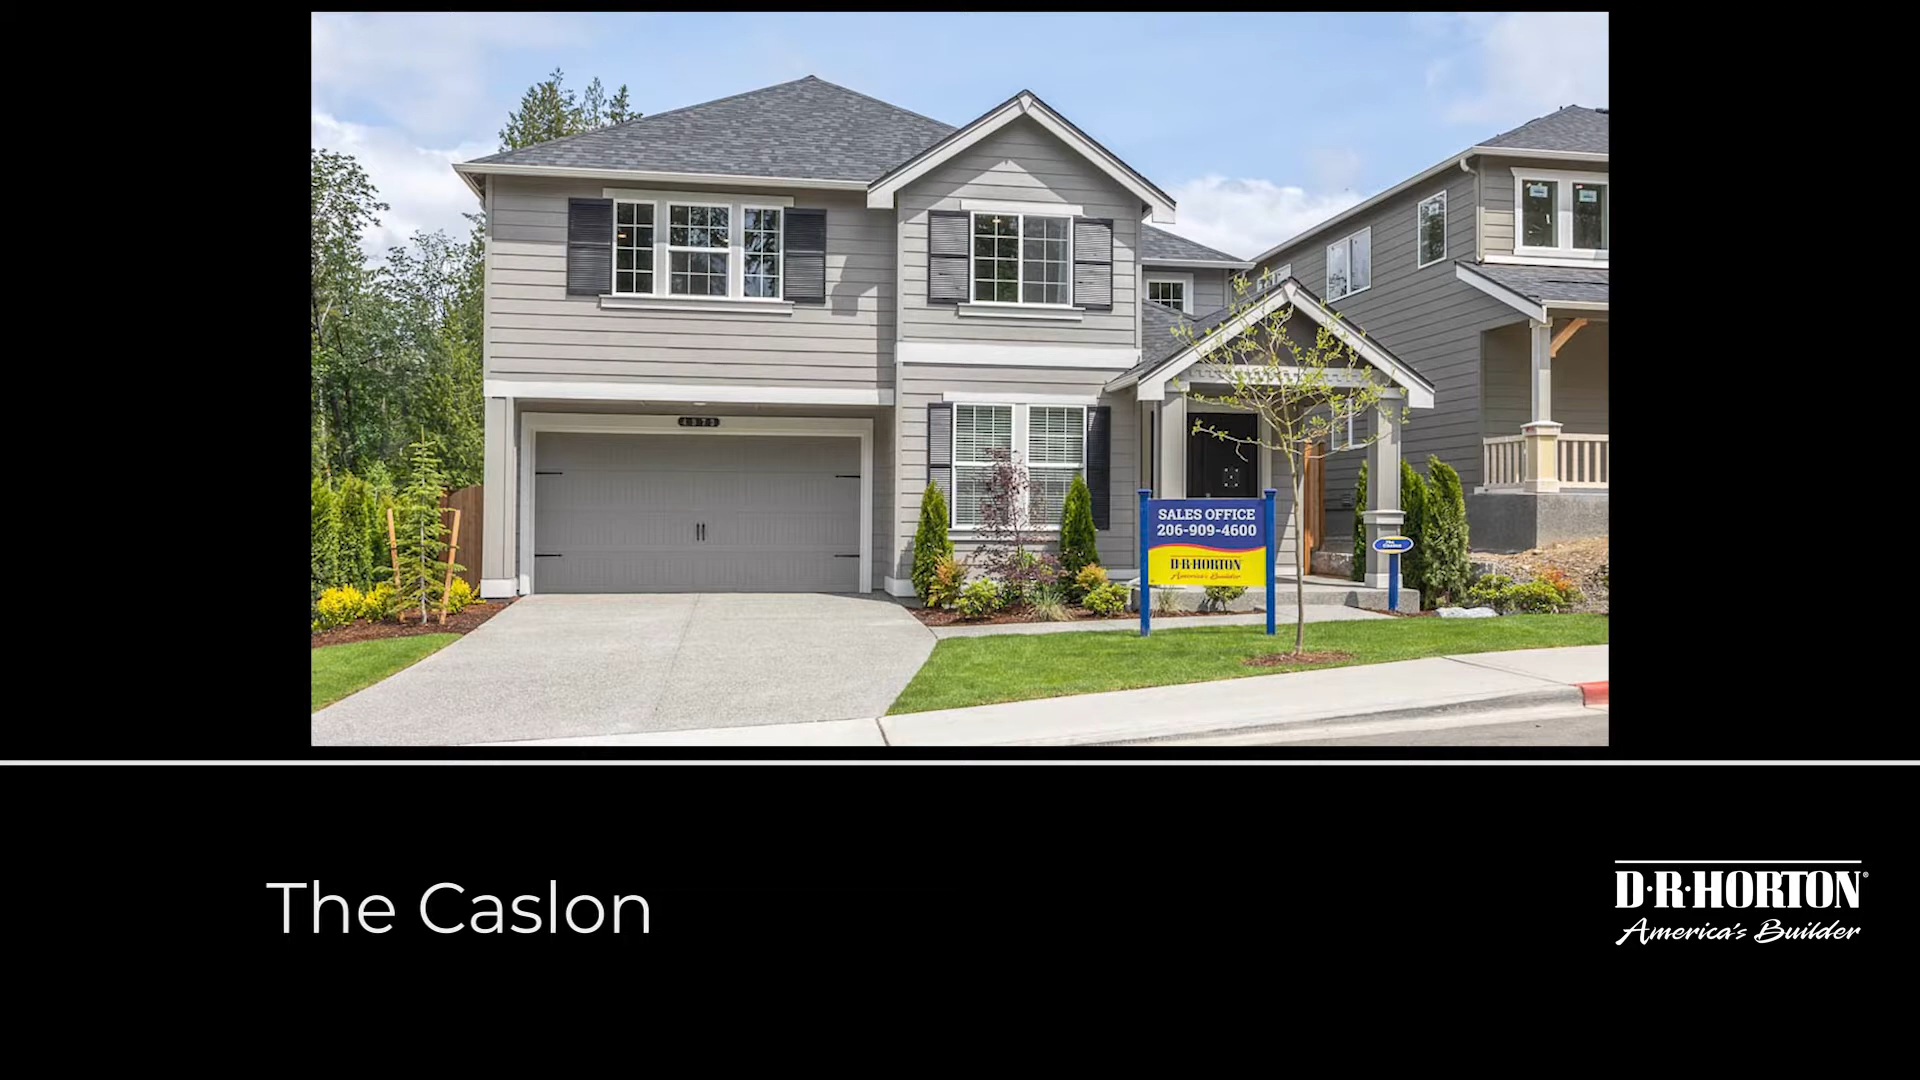 SALES OFFICE
206-909-4600
D·R·HORTON
America's Builder
The Caslon
D·R·HORTON®
America's Builder